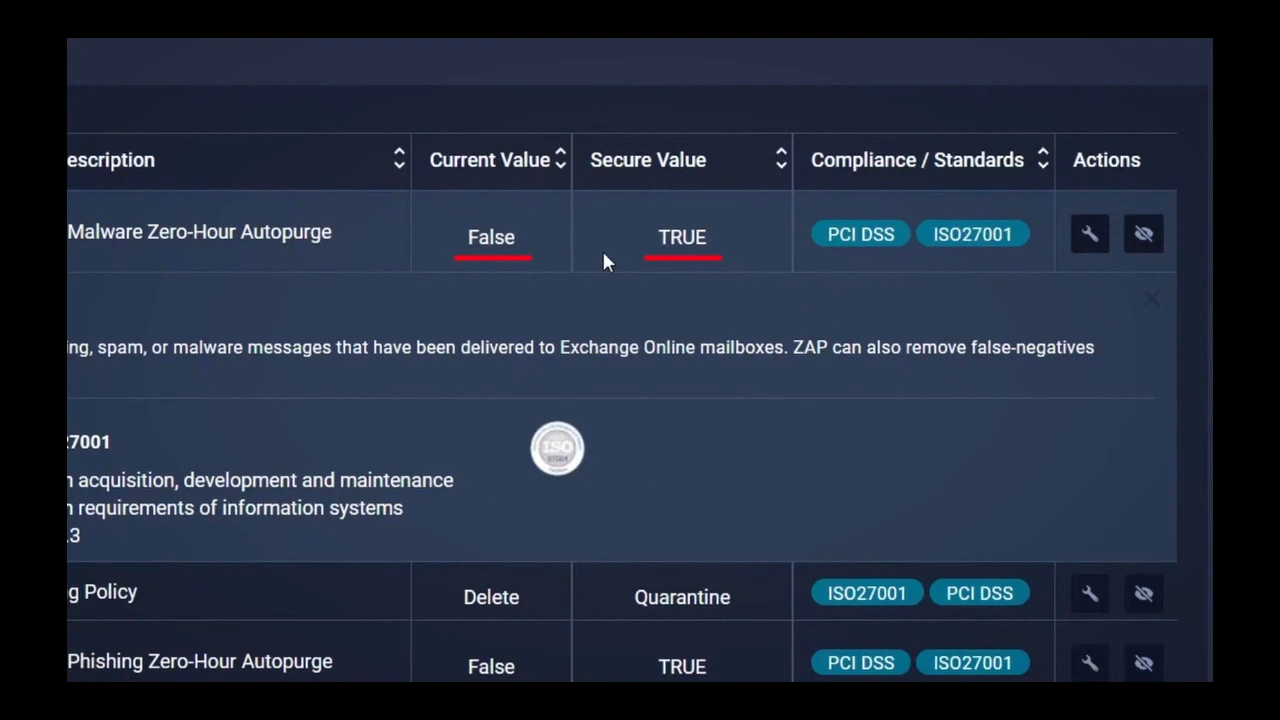 escription Current Value Secure Value Compliance / Standards Actions
Malware Zero-Hour Autopurge False TRUE PCI DSS ISO27001
ing, spam, or malware messages that have been delivered to Exchange Online mailboxes. ZAP can also remove false-negatives
27001
ISO
n acquisition, development and maintenance
n requirements of information systems
.3
g Policy Delete Quarantine ISO27001 PCI DSS
Phishing Zero-Hour Autopurge False TRUE PCI DSS ISO27001